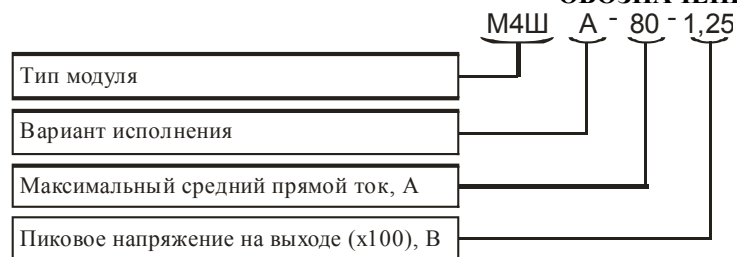 М4Ш А - 80 - 1,25
Тип модуля
Вариант исполнения
Максимальный средний прямой ток, А
Пиковое напряжение на выходе (х100), В